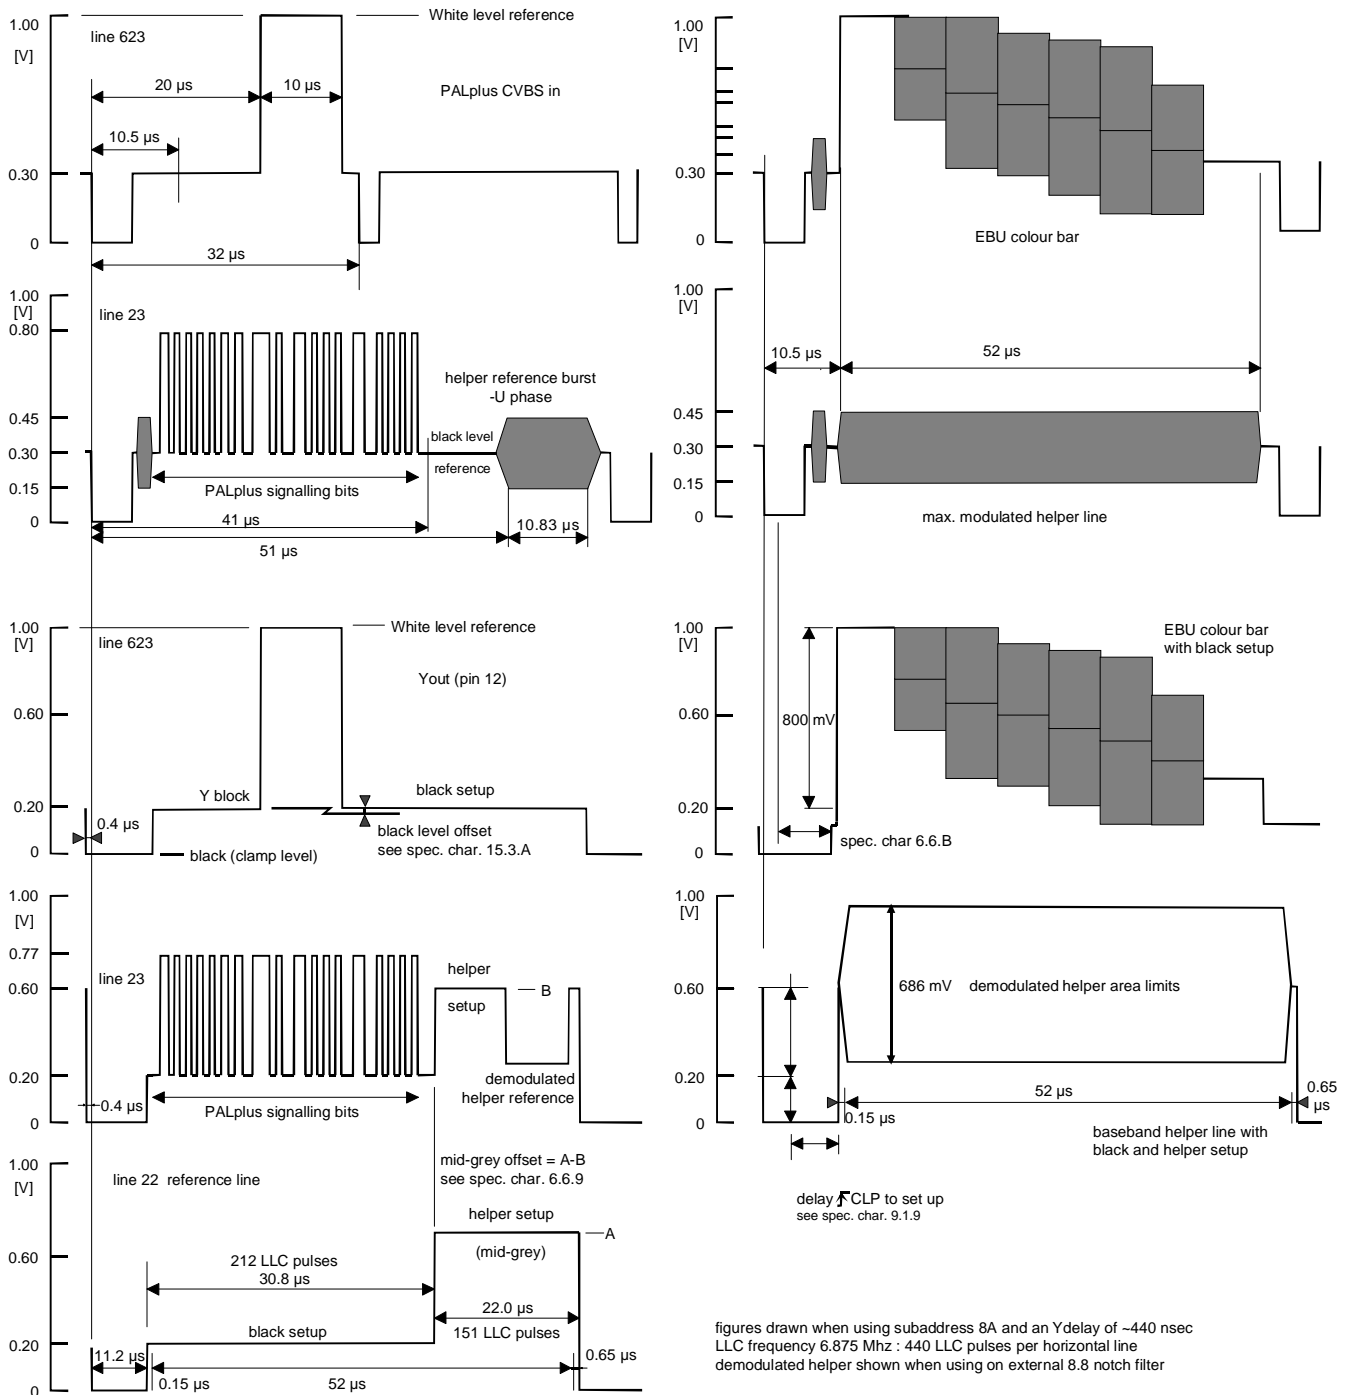 1.00
[V]
0.30
0
line 623
White level reference
20 µs
10 µs
PALplus CVBS in
10.5 µs
32 µs
1.00
[V]
0.30
0
EBU colour bar
1.00
[V]
0.80
0.45
0.30
0.15
0
line 23
helper reference burst
-U phase
black level
reference
PALplus signalling bits
41 µs
10.83 µs
51 µs
1.00
[V]
0.45
0.30
0.15
0
10.5 µs
52 µs
max. modulated helper line
1.00
[V]
0.60
0.20
0
line 623
White level reference
Yout (pin 12)
Y block
black setup
0.4 µs
black level offset
see spec. char. 15.3.A
black (clamp level)
1.00
[V]
0.60
0.20
0
EBU colour bar
with black setup
800 mV
spec. char 6.6.B
1.00
[V]
0.77
0.60
0.20
0
line 23
helper
setup
B
demodulated
helper reference
0.4 µs
PALplus signalling bits
1.00
[V]
0.60
0.20
0
686 mV
demodulated helper area limits
52 µs
0.65
µs
0.15 µs
baseband helper line with
black and helper setup
delay CLP to set up
see spec. char. 9.1.9
1.00
[V]
0.60
0.20
0
line 22 reference line
mid-grey offset = A-B
see spec. char. 6.6.9
helper setup
A
(mid-grey)
212 LLC pulses
30.8 µs
22.0 µs
151 LLC pulses
black setup
11.2 µs
0.65 µs
0.15 µs
52 µs
figures drawn when using subaddress 8A and an Ydelay of ~440 nsec
LLC frequency 6.875 Mhz : 440 LLC pulses per horizontal line
demodulated helper shown when using on external 8.8 notch filter